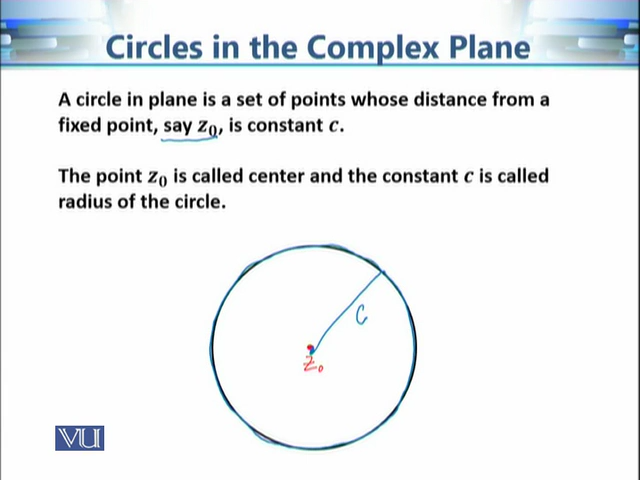 Circles in the Complex Plane
A circle in plane is a set of points whose distance from a
fixed point, say z₀, is constant c.
The point z₀ is called center and the constant c is called
radius of the circle.
C
Z₀
VU